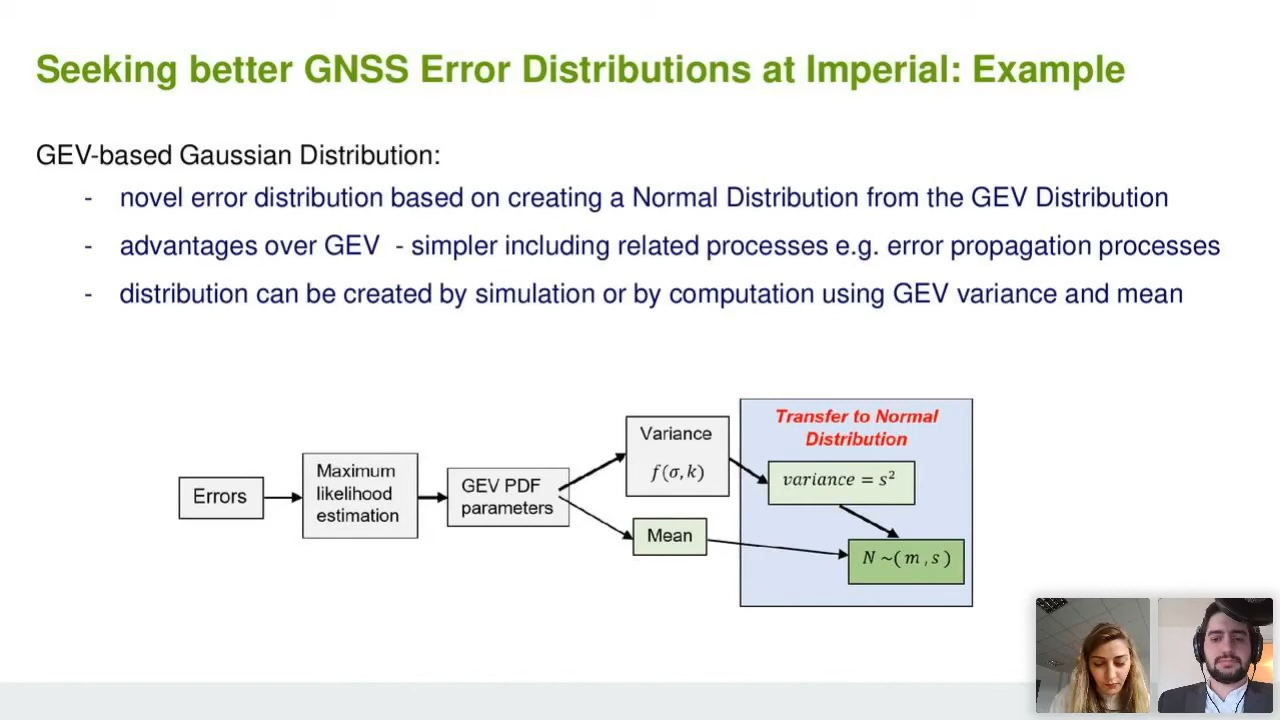 Seeking better GNSS Error Distributions at Imperial: Example
GEV-based Gaussian Distribution:
- novel error distribution based on creating a Normal Distribution from the GEV Distribution
- advantages over GEV - simpler including related processes e.g. error propagation processes
- distribution can be created by simulation or by computation using GEV variance and mean
Errors
Maximum
likelihood
estimation
GEV PDF
parameters
Variance
f(σ,k)
Mean
Transfer to Normal
Distribution
variance = s²
N ~( m , s )